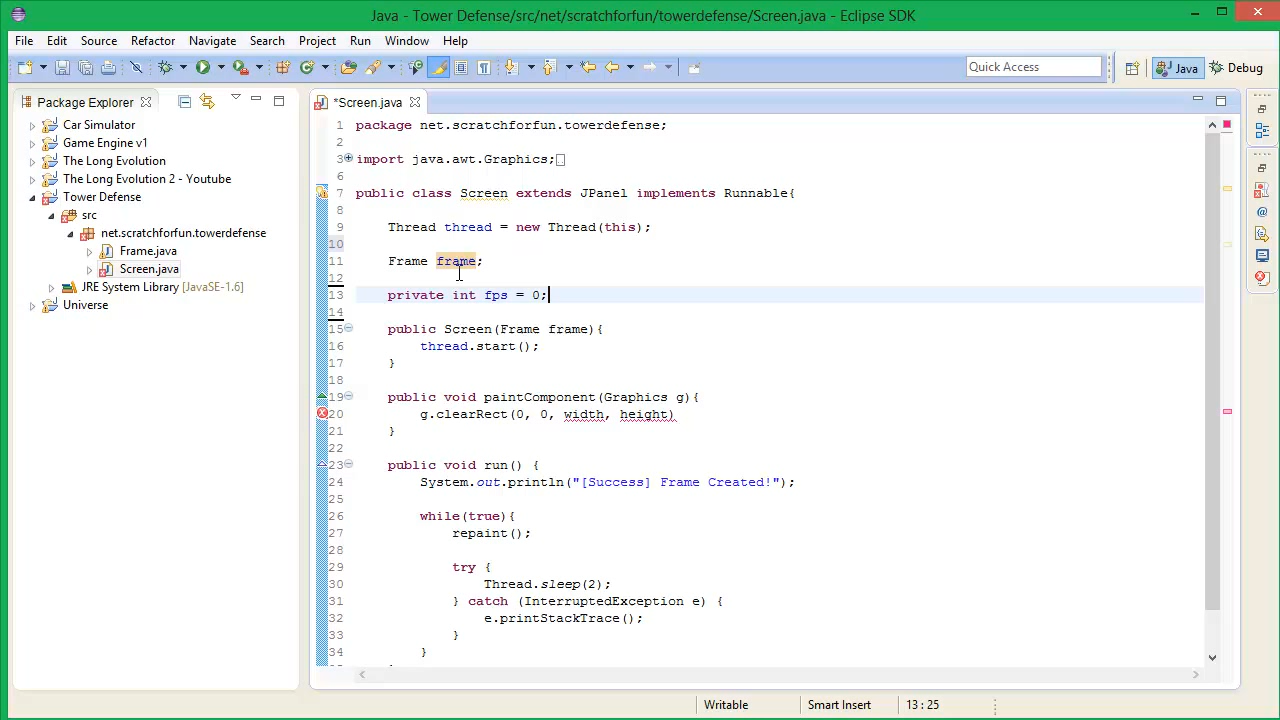 Java - Tower Defense/src/net/scratchforfun/towerdefense/Screen.java - Eclipse SDK
File Edit Source Refactor Navigate Search Project Run Window Help
Quick Access
Java
Debug
Package Explorer
Car Simulator
Game Engine v1
The Long Evolution
The Long Evolution 2 - Youtube
Tower Defense
src
net.scratchforfun.towerdefense
Frame.java
Screen.java
JRE System Library [JavaSE-1.6]
Universe
*Screen.java
1 package net.scratchforfun.towerdefense;
2
3 import java.awt.Graphics;
6
7 public class Screen extends JPanel implements Runnable{
8
9 Thread thread = new Thread(this);
10
11 Frame frame;
12
13 private int fps = 0;
14
15 public Screen(Frame frame){
16 thread.start();
17 }
18
19 public void paintComponent(Graphics g){
20 g.clearRect(0, 0, width, height)
21 }
22
23 public void run() {
24 System.out.println("[Success] Frame Created!");
25
26 while(true){
27 repaint();
28
29 try {
30 Thread.sleep(2);
31 } catch (InterruptedException e) {
32 e.printStackTrace();
33 }
34 }
Writable
Smart Insert
13 : 25